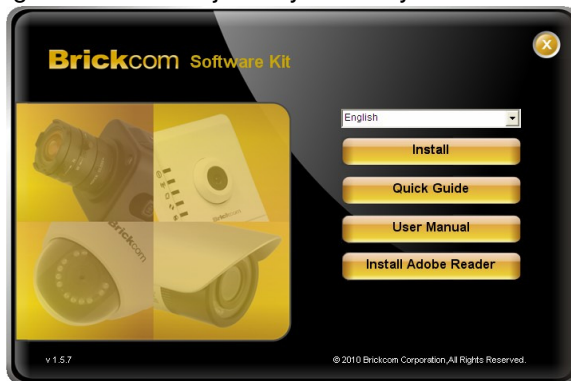 Brickcom Software Kit
English
Install
Quick Guide
User Manual
Install Adobe Reader
Brickcom
v 1.5.7
© 2010 Brickcom Corporation,All Rights Reserved.